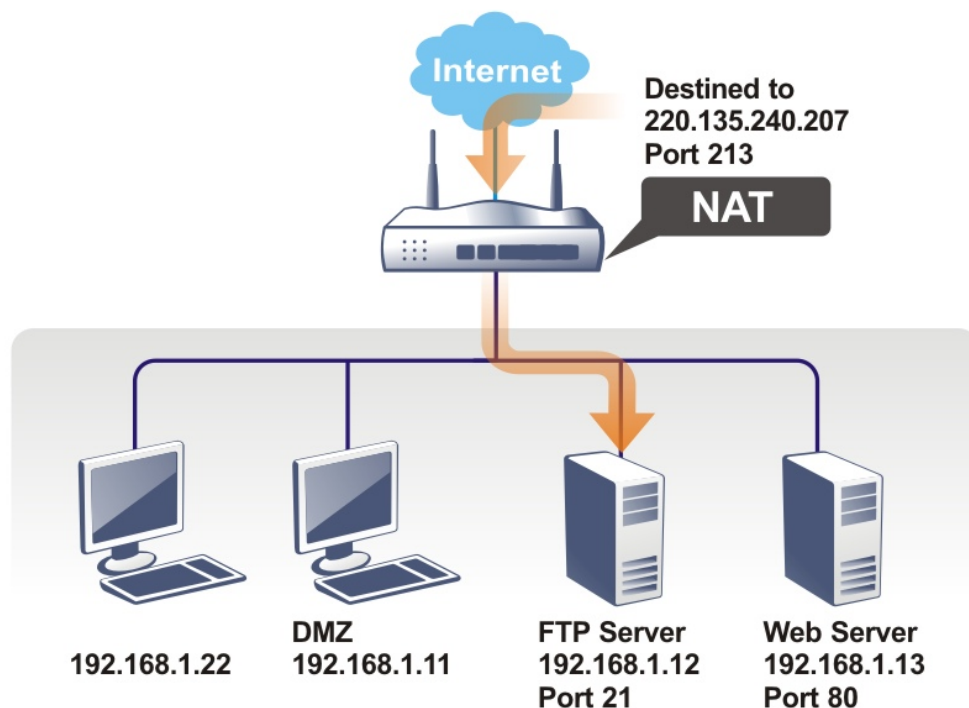 Internet
Destined to
220.135.240.207
Port 213
NAT
192.168.1.22
DMZ
192.168.1.11
FTP Server
192.168.1.12
Port 21
Web Server
192.168.1.13
Port 80